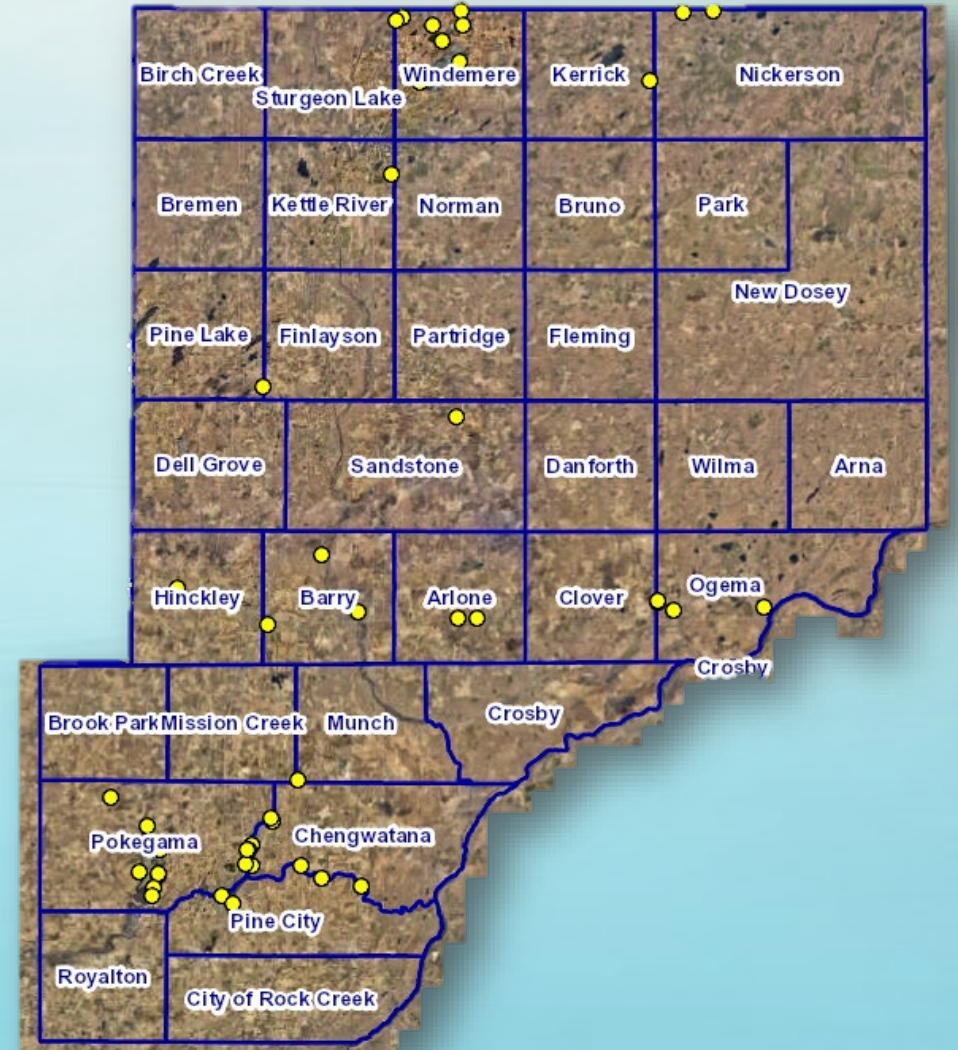 Birch Creek
Sturgeon Lake
Windemere
Kerrick
Nickerson
Bremen
Kettle River
Norman
Bruno
Park
New Dosey
Pine Lake
Finlayson
Partridge
Fleming
Dell Grove
Sandstone
Danforth
Wilma
Arna
Hinckley
Barry
Arlone
Clover
Ogema
Crosby
Brook Park
Mission Creek
Munch
Crosby
Pokegama
Chengwatana
Pine City
Royalton
City of Rock Creek